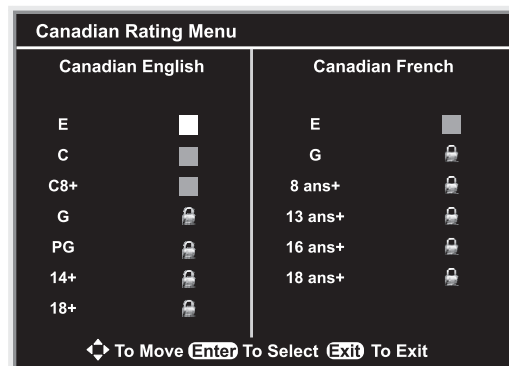 Canadian Rating Menu
Canadian English
E
C
C8+
G
PG
14+
18+
Canadian French
E
G
8 ans+
13 ans+
16 ans+
18 ans+
To Move Enter To Select Exit To Exit